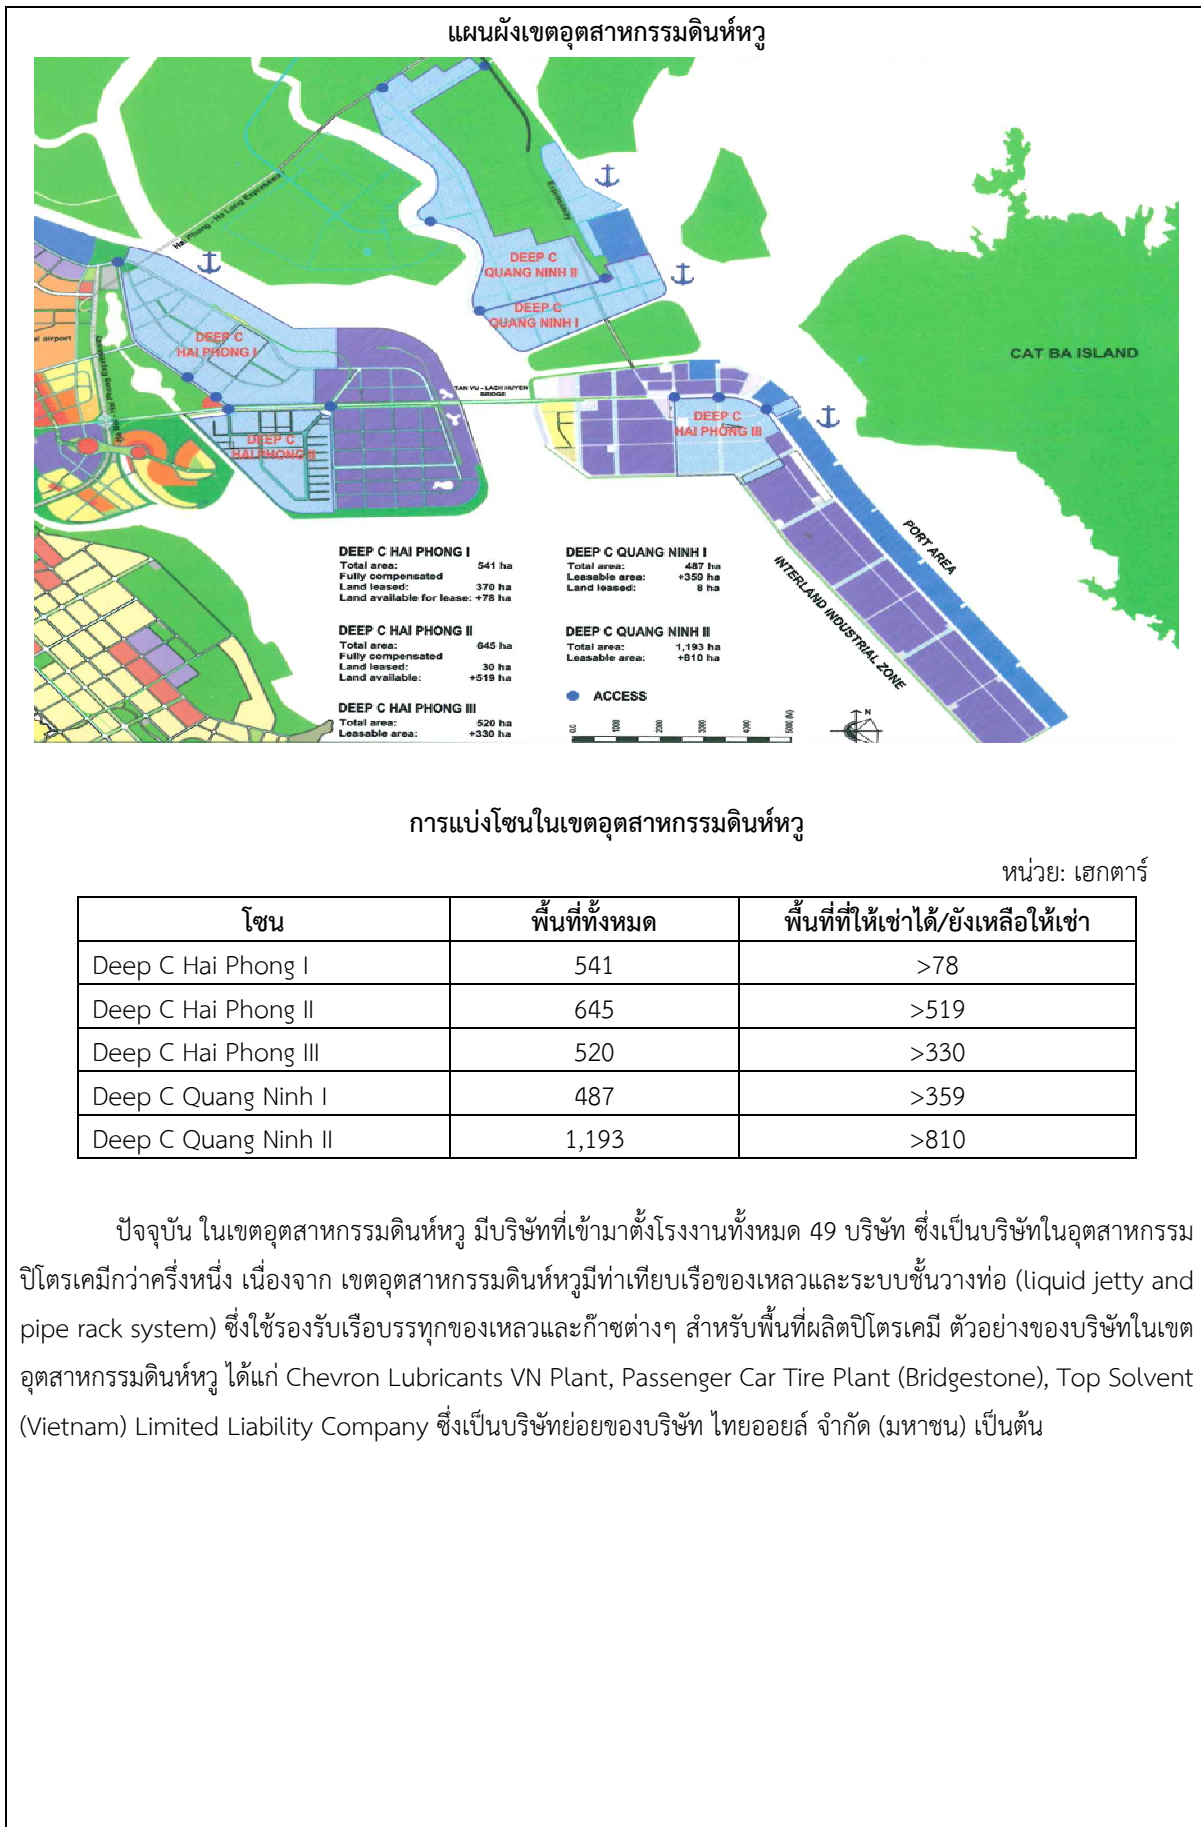 แผนผังเขตอุตสาหกรรมดินห์หวู
Hai Phong - Ha Long Expressway
Expressway
DEEP C
QUANG NINH II
DEEP C
QUANG NINH I
DEEP C
HAI PHONG I
al airport
Ha Noi - Hai Phong Expressway
TAN VU - LACH HUYEN
BRIDGE
DEEP C
HAI PHONG II
DEEP C
HAI PHONG III
CAT BA ISLAND
PORT AREA
INTERLAND INDUSTRIAL ZONE
DEEP C HAI PHONG I
Total area: 541 ha
Fully compensated
Land leased: 370 ha
Land available for lease: +78 ha
DEEP C HAI PHONG II
Total area: 645 ha
Fully compensated
Land leased: 30 ha
Land available: +519 ha
DEEP C HAI PHONG III
Total area: 520 ha
Leasable area: +330 ha
DEEP C QUANG NINH I
Total area: 487 ha
Leasable area: +359 ha
Land leased: 8 ha
DEEP C QUANG NINH II
Total area: 1,193 ha
Leasable area: +810 ha
ACCESS
0.0 1000 2000 3000 4000 5000 (M)
N
การแบ่งโซนในเขตอุตสาหกรรมดินห์หวู
หน่วย: เฮกตาร์
โซน พื้นที่ทั้งหมด พื้นที่ที่ให้เช่าได้/ยังเหลือให้เช่า
Deep C Hai Phong I 541 >78
Deep C Hai Phong II 645 >519
Deep C Hai Phong III 520 >330
Deep C Quang Ninh I 487 >359
Deep C Quang Ninh II 1,193 >810
ปัจจุบัน ในเขตอุตสาหกรรมดินห์หวู มีบริษัทที่เข้ามาตั้งโรงงานทั้งหมด 49 บริษัท ซึ่งเป็นบริษัทในอุตสาหกรรม
ปิโตรเคมีกว่าครึ่งหนึ่ง เนื่องจาก เขตอุตสาหกรรมดินห์หวูมีท่าเทียบเรือของเหลวและระบบชั้นวางท่อ (liquid jetty and
pipe rack system) ซึ่งใช้รองรับเรือบรรทุกของเหลวและก๊าซต่างๆ สำหรับพื้นที่ผลิตปิโตรเคมี ตัวอย่างของบริษัทในเขต
อุตสาหกรรมดินห์หวู ได้แก่ Chevron Lubricants VN Plant, Passenger Car Tire Plant (Bridgestone), Top Solvent
(Vietnam) Limited Liability Company ซึ่งเป็นบริษัทย่อยของบริษัท ไทยออยล์ จำกัด (มหาชน) เป็นต้น